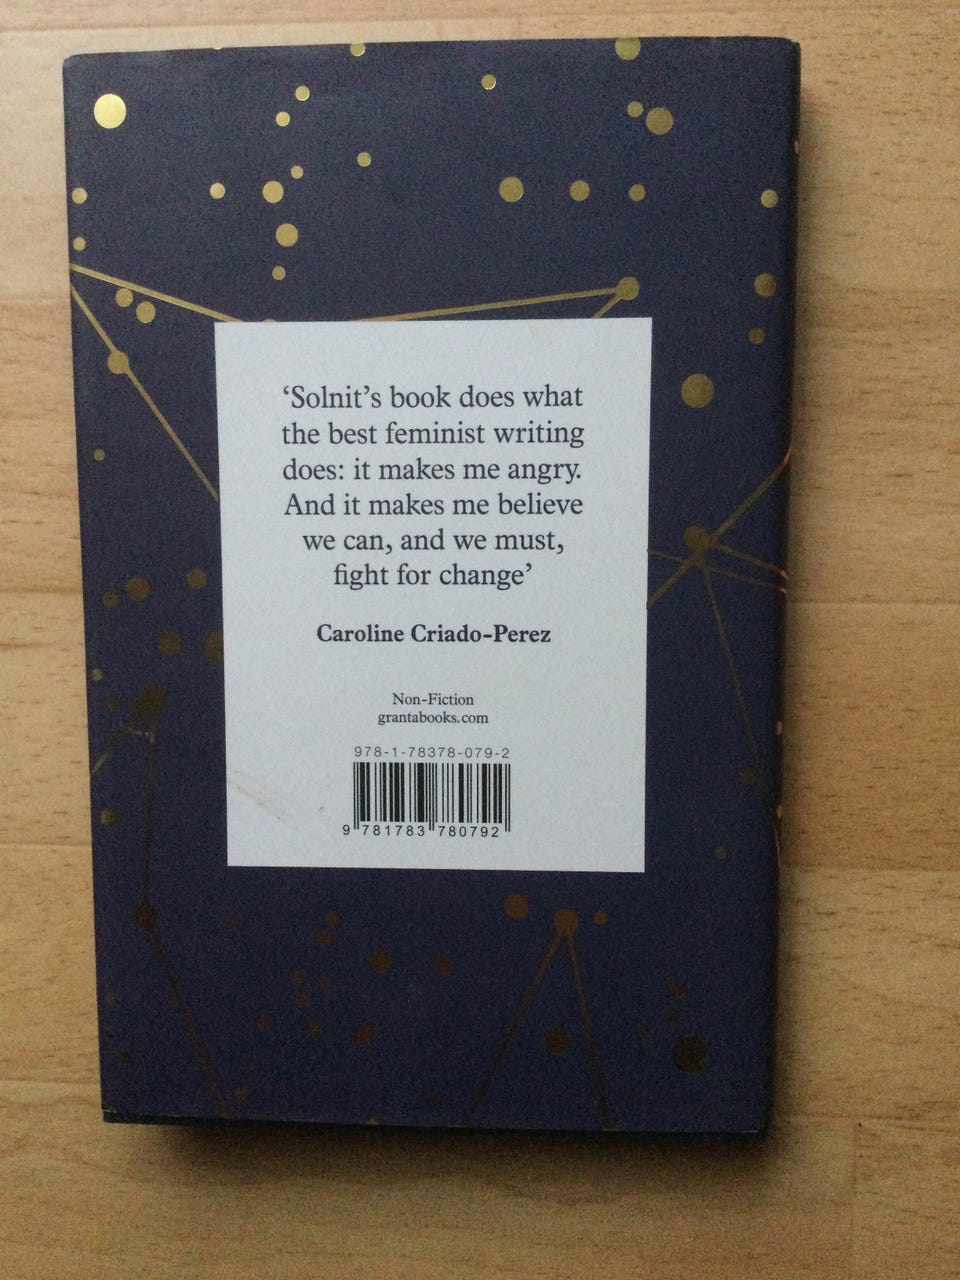 ‘Solnit’s book does what
the best feminist writing
does: it makes me angry.
And it makes me believe
we can, and we must,
fight for change’
Caroline Criado-Perez
Non-Fiction
grantabooks.com
978-1-78378-079-2
9 781783 780792